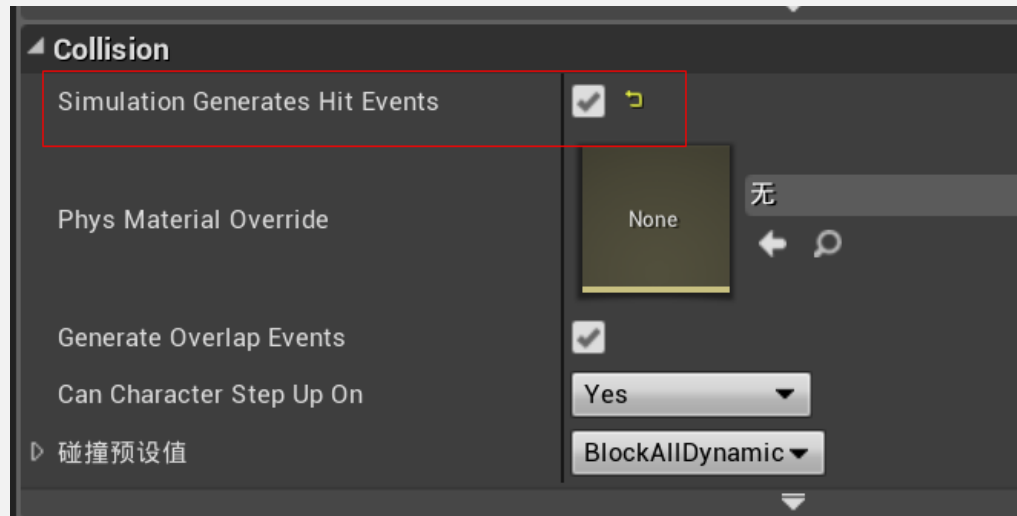 Collision
Simulation Generates Hit Events
Phys Material Override
None
无
Generate Overlap Events
Can Character Step Up On
Yes
碰撞预设值
BlockAllDynamic